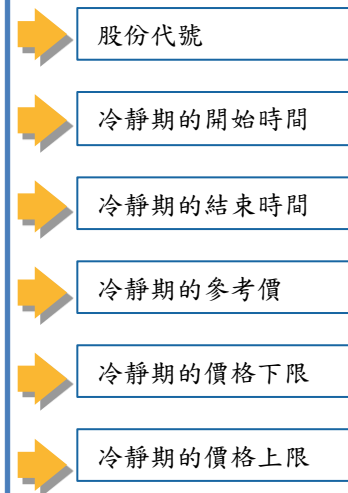 股份代號
冷靜期的開始時間
冷靜期的結束時間
冷靜期的參考價
冷靜期的價格下限
冷靜期的價格上限